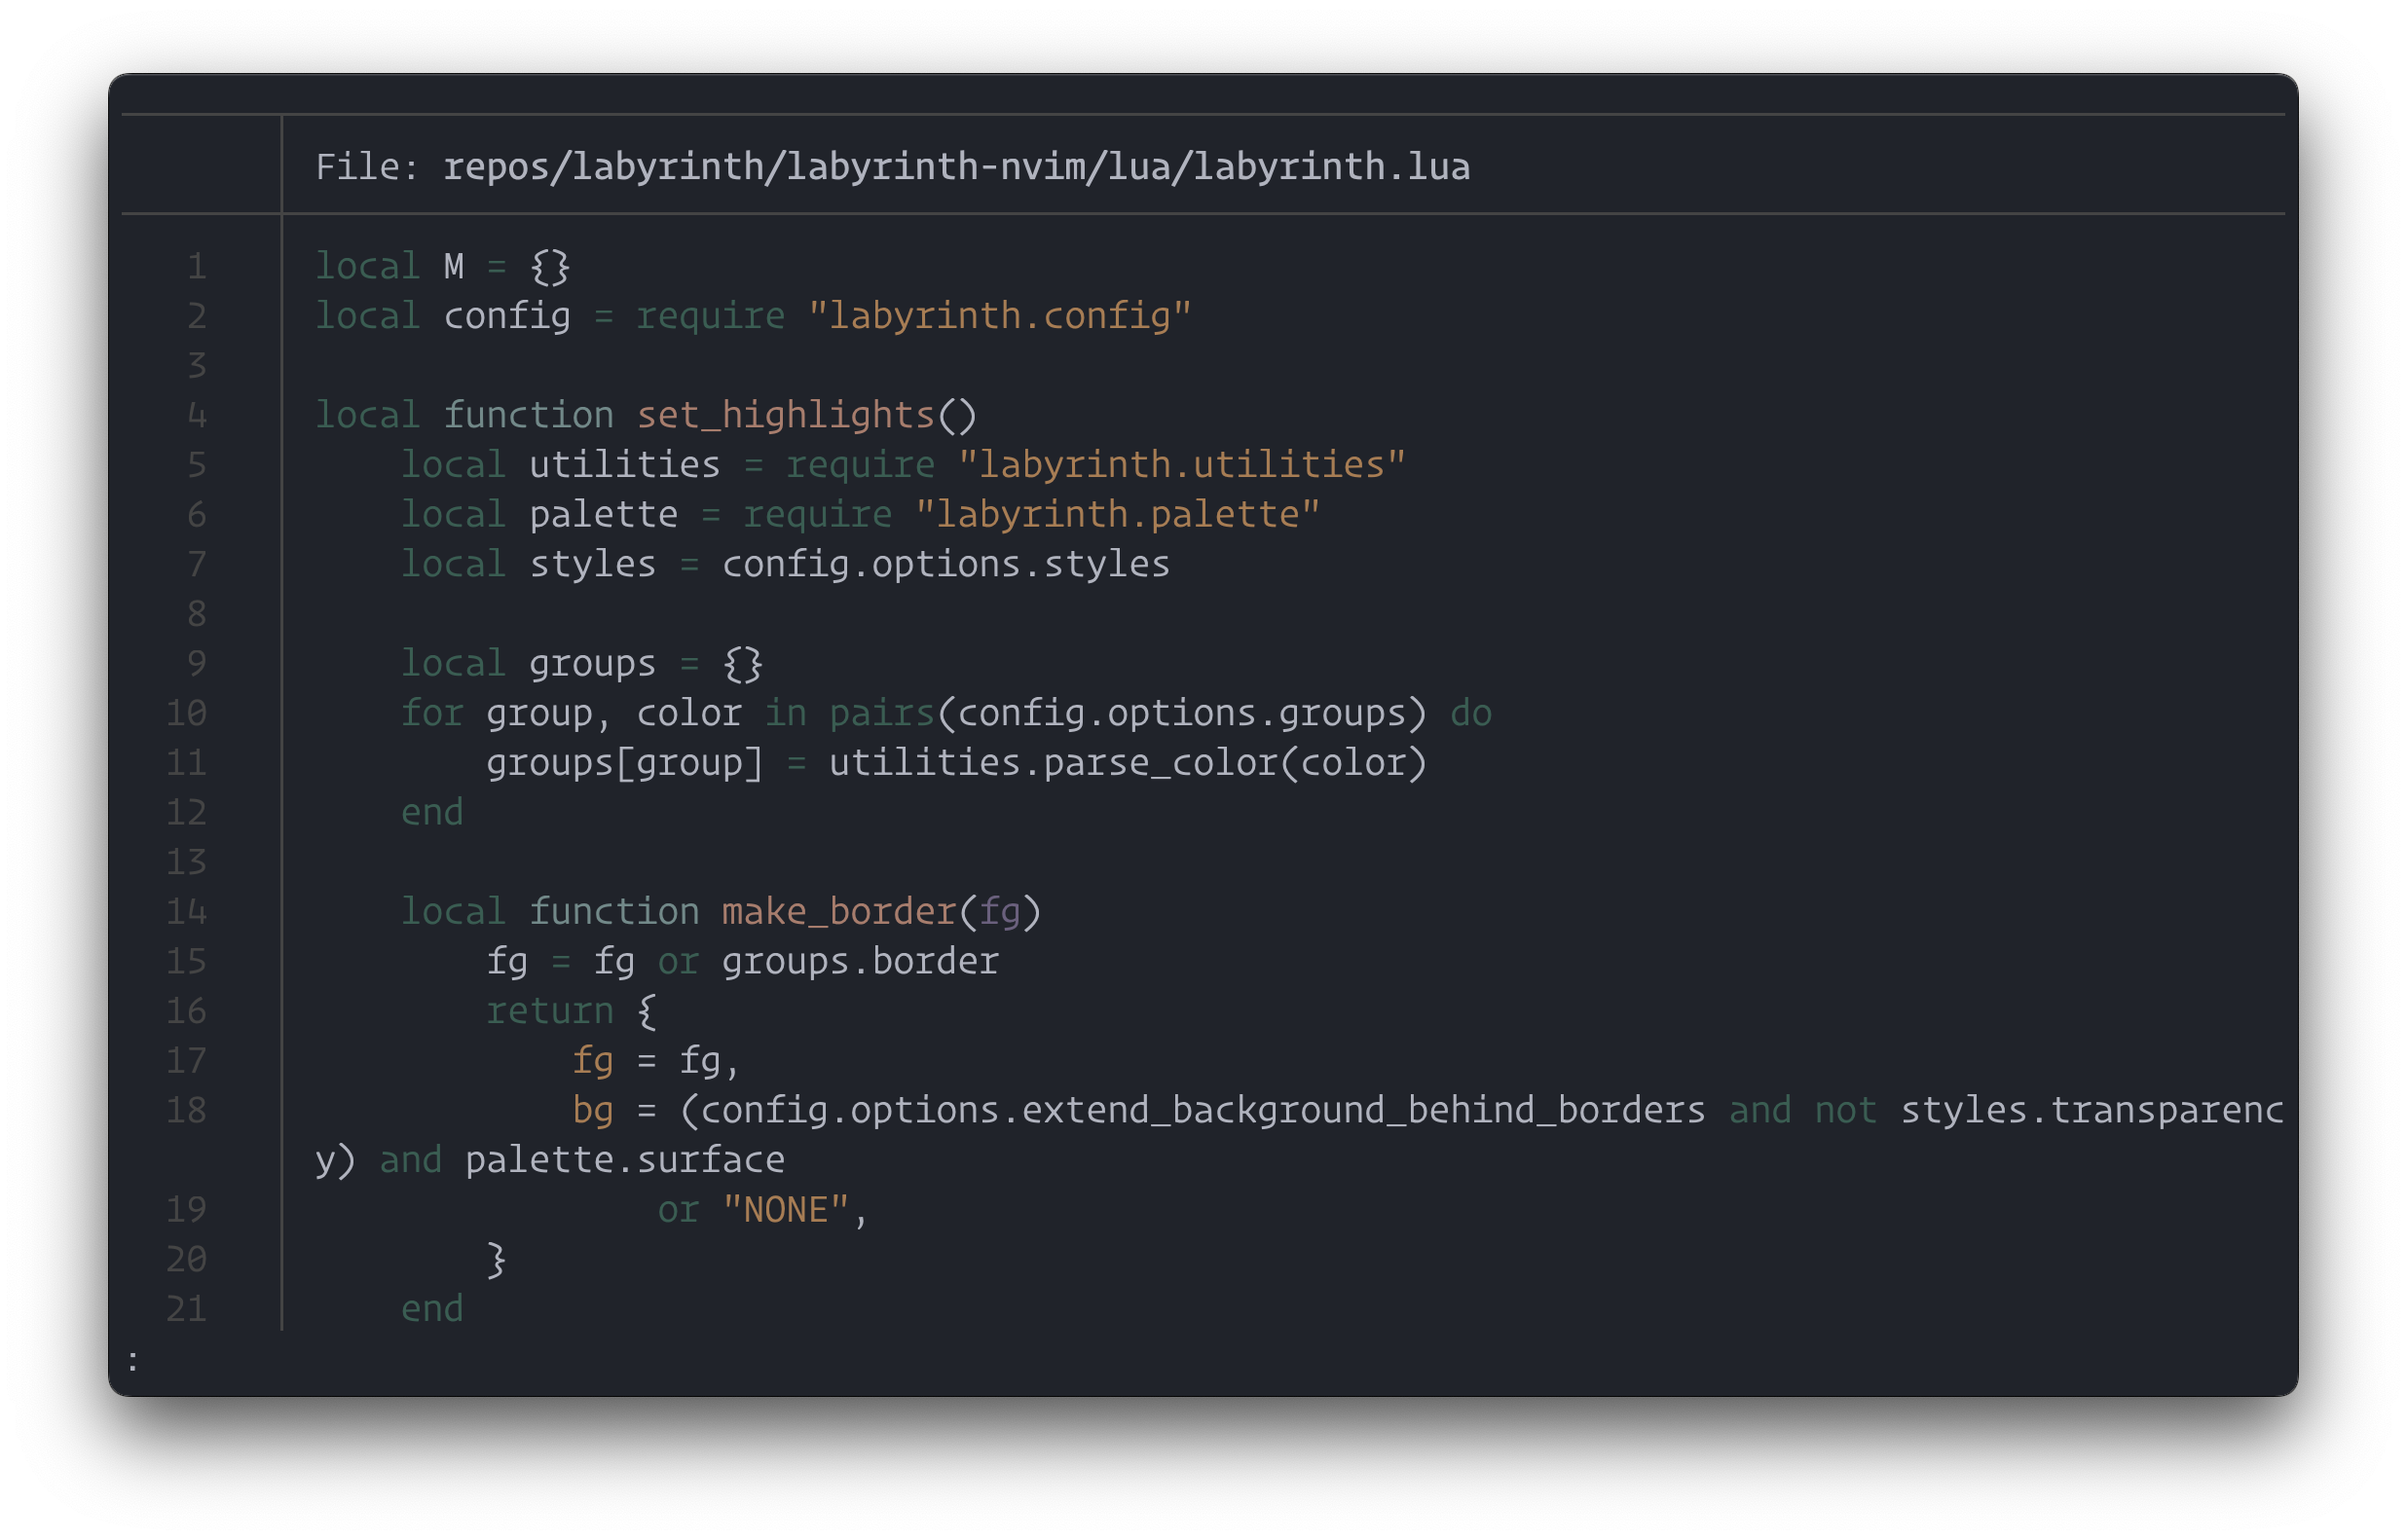 File: repos/labyrinth/labyrinth-nvim/lua/labyrinth.lua
1 local M = {}
2 local config = require "labyrinth.config"
3
4 local function set_highlights()
5     local utilities = require "labyrinth.utilities"
6     local palette = require "labyrinth.palette"
7     local styles = config.options.styles
8
9     local groups = {}
10     for group, color in pairs(config.options.groups) do
11         groups[group] = utilities.parse_color(color)
12     end
13
14     local function make_border(fg)
15         fg = fg or groups.border
16         return {
17             fg = fg,
18             bg = (config.options.extend_background_behind_borders and not styles.transparenc
y) and palette.surface
19                 or "NONE",
20         }
21     end
: